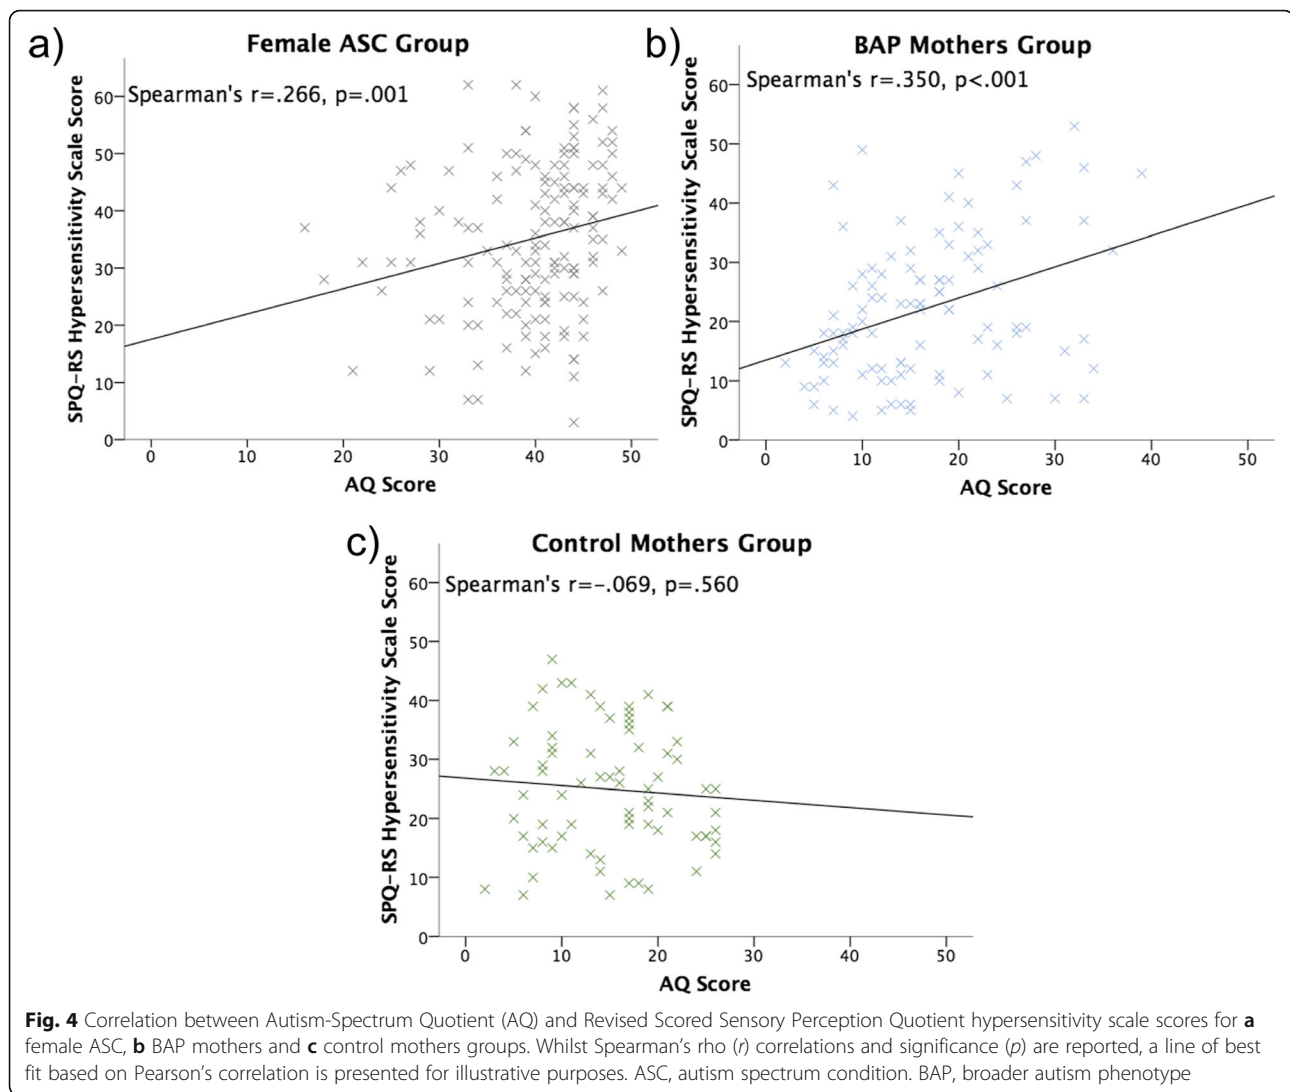 a)
Female ASC Group
SPQ-RS Hypersensitivity Scale Score
Spearman's r=.266, p=.001
60
50
40
30
20
10
0
0 10 20 30 40 50
AQ Score
b)
BAP Mothers Group
SPQ-RS Hypersensitivity Scale Score
Spearman's r=.350, p<.001
60
50
40
30
20
10
0
0 10 20 30 40 50
AQ Score
c)
Control Mothers Group
SPQ-RS Hypersensitivity Scale Score
Spearman's r=-.069, p=.560
60
50
40
30
20
10
0
0 10 20 30 40 50
AQ Score
Fig. 4 Correlation between Autism-Spectrum Quotient (AQ) and Revised Scored Sensory Perception Quotient hypersensitivity scale scores for a
female ASC, b BAP mothers and c control mothers groups. Whilst Spearman's rho (r) correlations and significance (p) are reported, a line of best
fit based on Pearson's correlation is presented for illustrative purposes. ASC, autism spectrum condition. BAP, broader autism phenotype